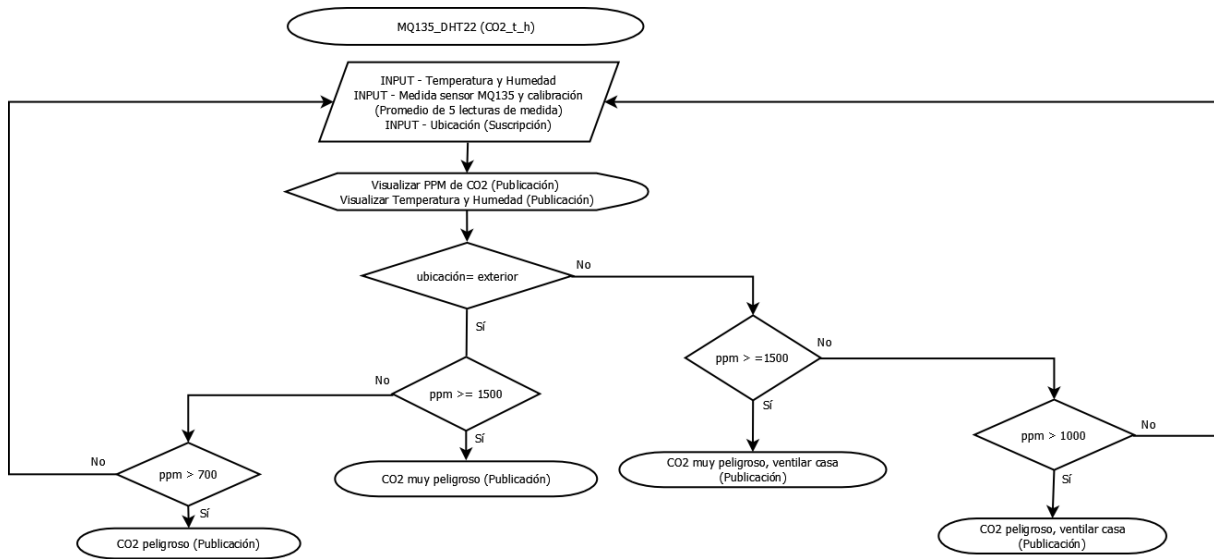 MQ135_DHT22 (CO2_t_h)
INPUT - Temperatura y Humedad
INPUT - Medida sensor MQ135 y calibración
(Promedio de 5 lecturas de medida)
INPUT - Ubicación (Suscripción)
Visualizar PPM de CO2 (Publicación)
Visualizar Temperatura y Humedad (Publicación)
ubicación= exterior
No
Sí
ppm > =1500
No
Sí
No
ppm >= 1500
Sí
ppm > 1000
No
Sí
No
ppm > 700
Sí
CO2 muy peligroso (Publicación)
CO2 muy peligroso, ventilar casa
(Publicación)
CO2 peligroso (Publicación)
CO2 peligroso, ventilar casa
(Publicación)